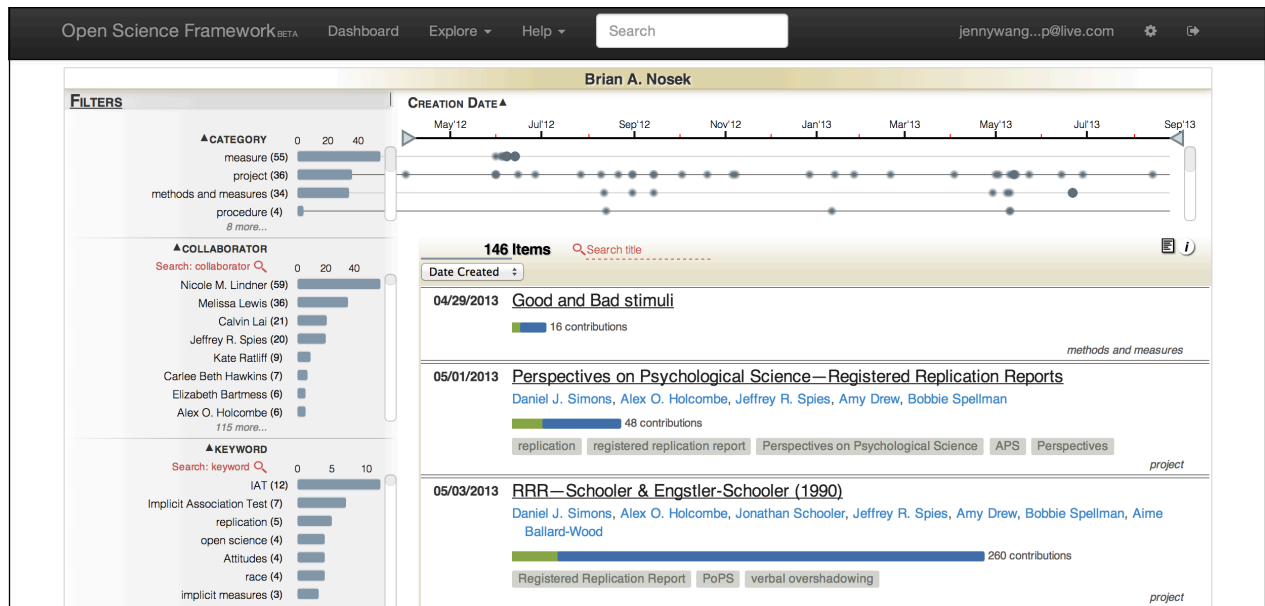 Open Science Framework BETA Dashboard Explore Help Search jennywang...p@live.com
Brian A. Nosek
FILTERS
CATEGORY 0 20 40
measure (55)
project (36)
methods and measures (34)
procedure (4)
8 more...
COLLABORATOR
Search: collaborator 0 20 40
Nicole M. Lindner (59)
Melissa Lewis (36)
Calvin Lai (21)
Jeffrey R. Spies (20)
Kate Ratliff (9)
Carlee Beth Hawkins (7)
Elizabeth Bartmess (6)
Alex O. Holcombe (6)
115 more...
KEYWORD
Search: keyword 0 5 10
IAT (12)
Implicit Association Test (7)
replication (5)
open science (4)
Attitudes (4)
race (4)
implicit measures (3)
CREATION DATE
May'12 Jul'12 Sep'12 Nov'12 Jan'13 Mar'13 May'13 Jul'13 Sep'13
146 Items Search title i
Date Created
04/29/2013 Good and Bad stimuli
16 contributions
methods and measures
05/01/2013 Perspectives on Psychological Science—Registered Replication Reports
Daniel J. Simons, Alex O. Holcombe, Jeffrey R. Spies, Amy Drew, Bobbie Spellman
48 contributions
replication registered replication report Perspectives on Psychological Science APS Perspectives
project
05/03/2013 RRR—Schooler & Engstler-Schooler (1990)
Daniel J. Simons, Alex O. Holcombe, Jonathan Schooler, Jeffrey R. Spies, Amy Drew, Bobbie Spellman, Aime
Ballard-Wood
260 contributions
Registered Replication Report PoPS verbal overshadowing
project